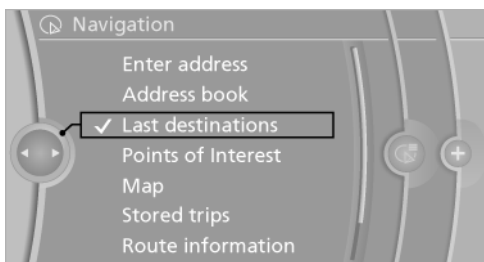 Navigation
Enter address
Address book
Last destinations
Points of Interest
Map
Stored trips
Route information